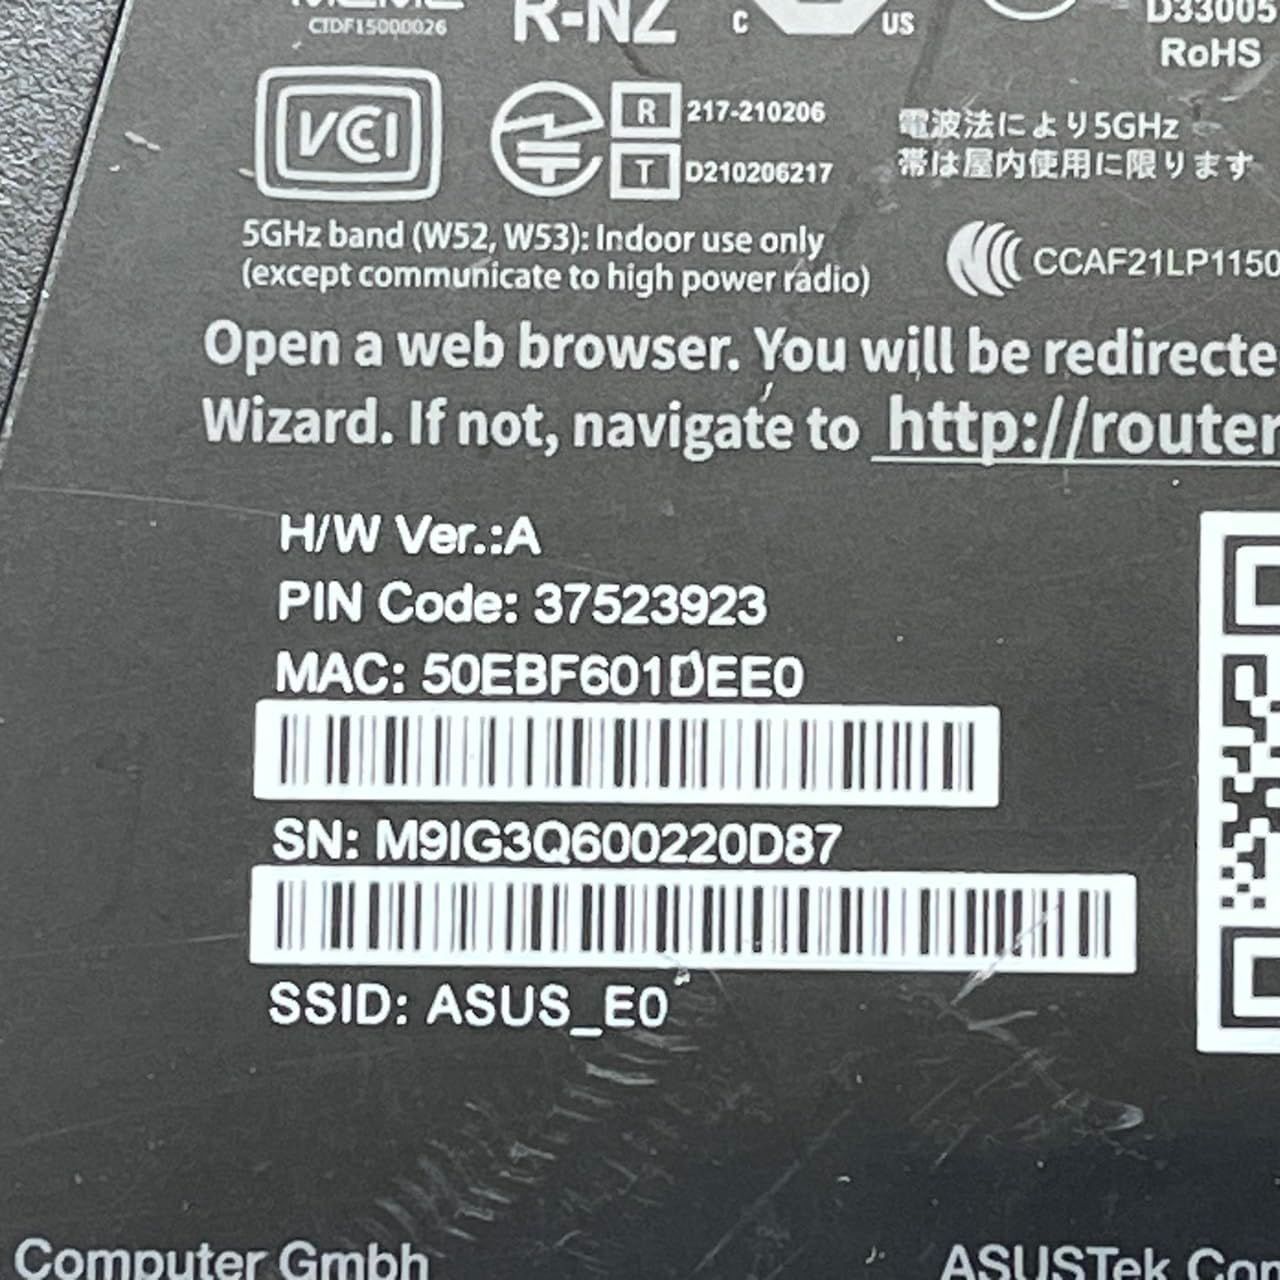 CIDF15000026
R-NZ
C US
D33005
RoHS
VCCI
R 217-210206
T D210206217
電波法により5GHz
帯は屋内使用に限ります
5GHz band (W52, W53): Indoor use only
(except communicate to high power radio)
CCAF21LP1150
Open a web browser. You will be redirecte
Wizard. If not, navigate to http://router
H/W Ver.:A
PIN Code: 37523923
MAC: 50EBF601DEE0
SN: M9IG3Q600220D87
SSID: ASUS_E0
Computer Gmbh
ASUSTek Con